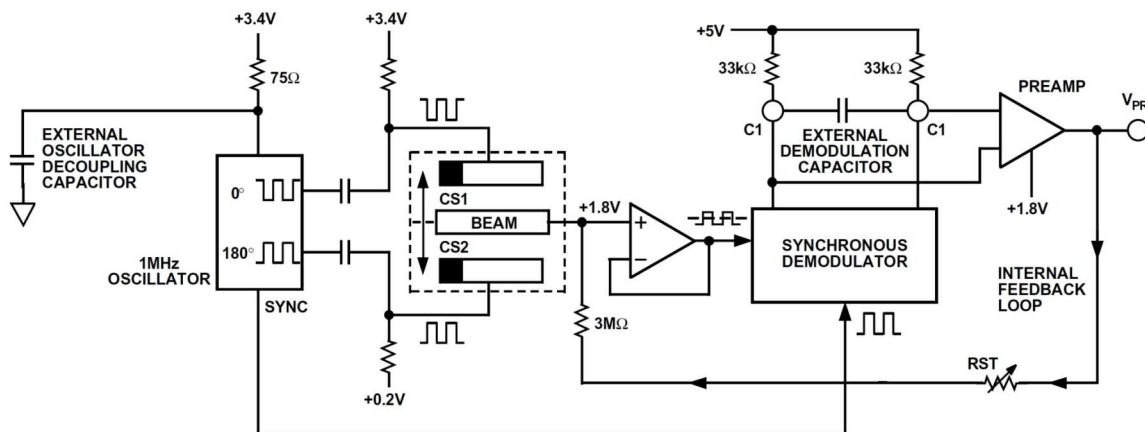 +3.4V
+3.4V
+5V
75Ω
33kΩ
33kΩ
PREAMP
V_PR
C1
C1
EXTERNAL
OSCILLATOR
DECOUPLING
CAPACITOR
EXTERNAL
DEMODULATION
CAPACITOR
0°
CS1
+1.8V
+1.8V
BEAM
+
180°
CS2
−
SYNCHRONOUS
DEMODULATOR
1MHz
OSCILLATOR
SYNC
INTERNAL
FEEDBACK
LOOP
3MΩ
RST
+0.2V